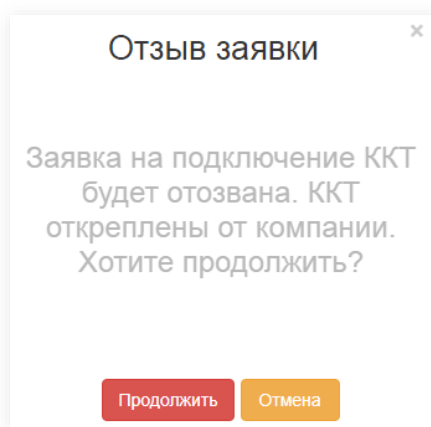 Отзыв заявки
×
Заявка на подключение ККТ
будет отозвана. ККТ
откреплены от компании.
Хотите продолжить?
Продолжить Отмена